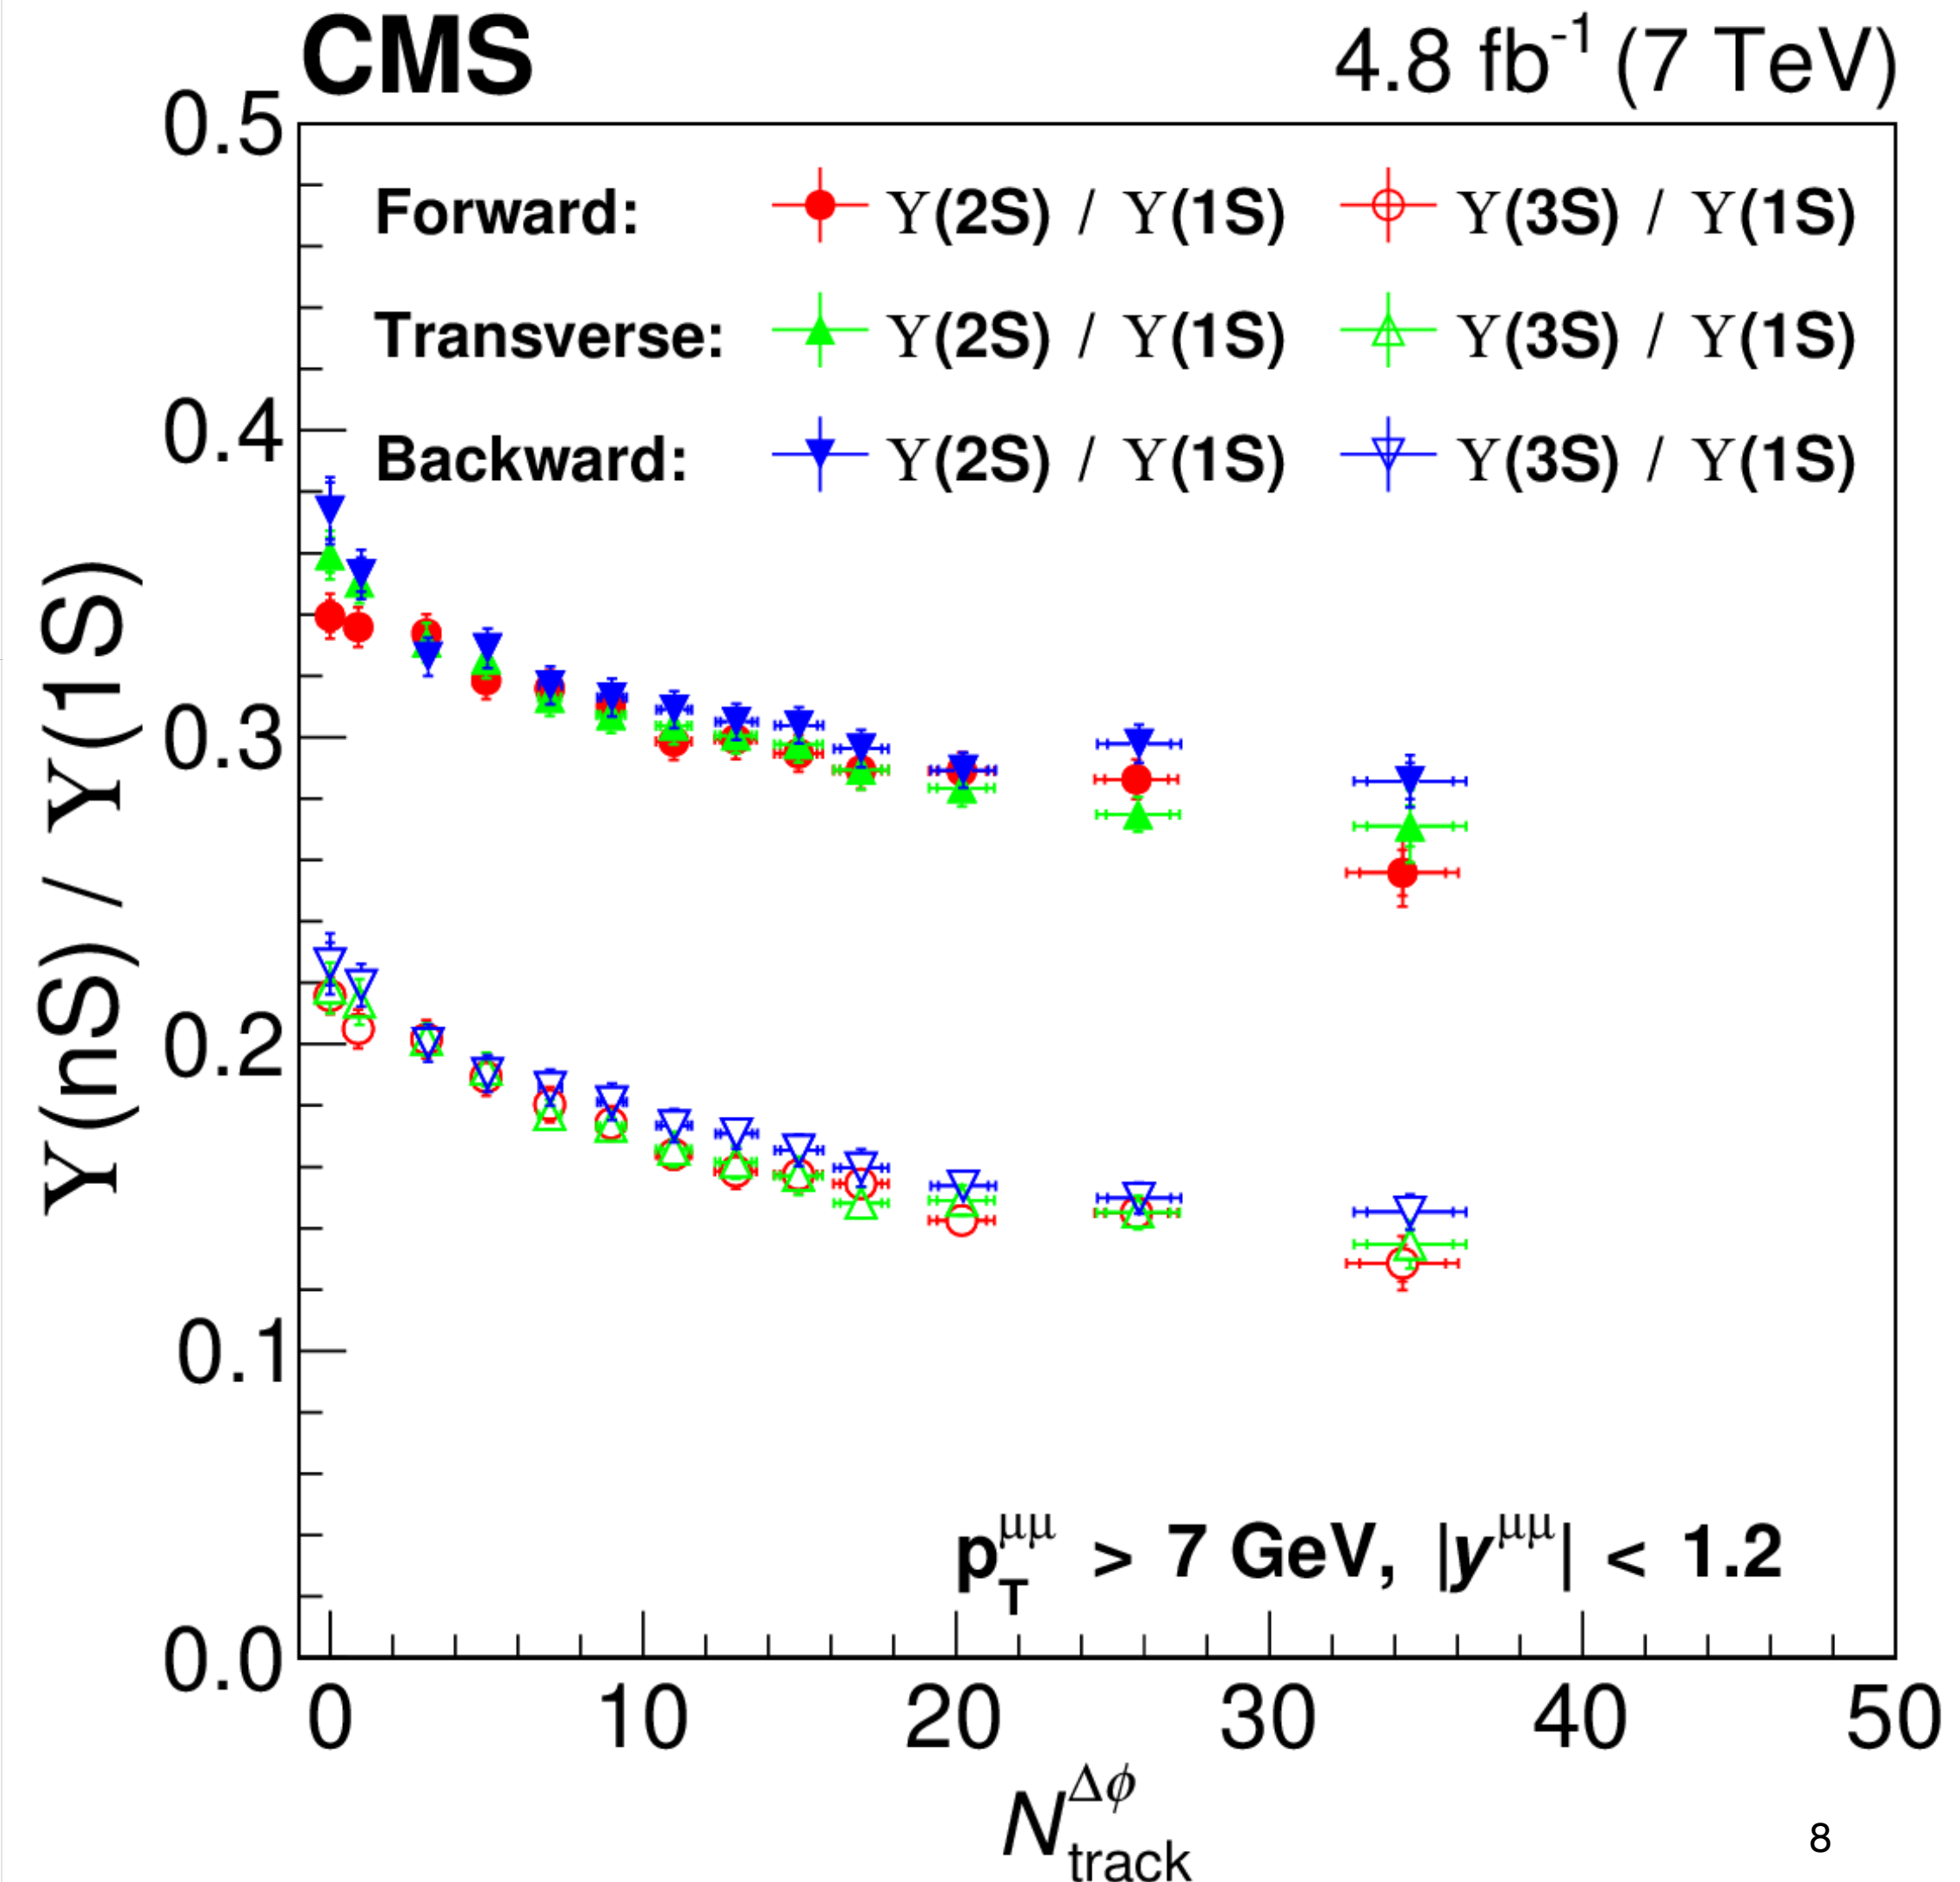 CMS 4.8 fb⁻¹ (7 TeV)
0.5
Forward: ϒ(2S) / ϒ(1S) ϒ(3S) / ϒ(1S)
Transverse: ϒ(2S) / ϒ(1S) ϒ(3S) / ϒ(1S)
0.4
Backward: ϒ(2S) / ϒ(1S) ϒ(3S) / ϒ(1S)
ϒ(nS) / ϒ(1S)
0.3
0.2
0.1
p_T^μμ > 7 GeV, |y^μμ| < 1.2
0.0
0 10 20 30 40 50
N_track^Δϕ
8